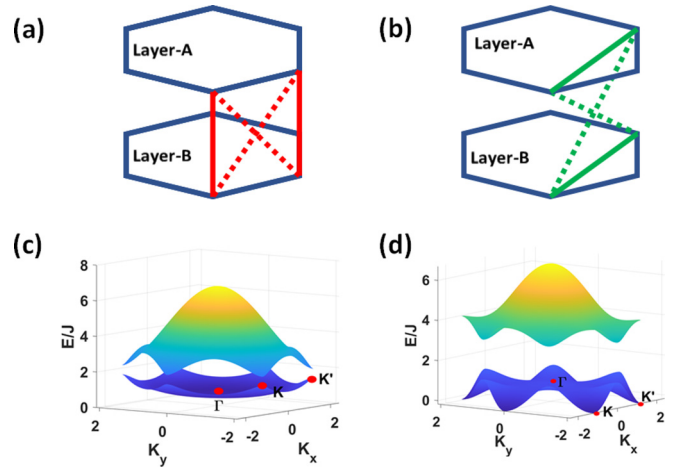 (a)
Layer-A
Layer-B
(b)
Layer-A
Layer-B
(c)
E/J
8
6
4
2
0
Γ
K
K'
2
0
-2
-2
0
2
K_y
K_x
(d)
E/J
6
4
2
0
Γ
K
K'
2
0
-2
-2
0
2
K_y
K_x